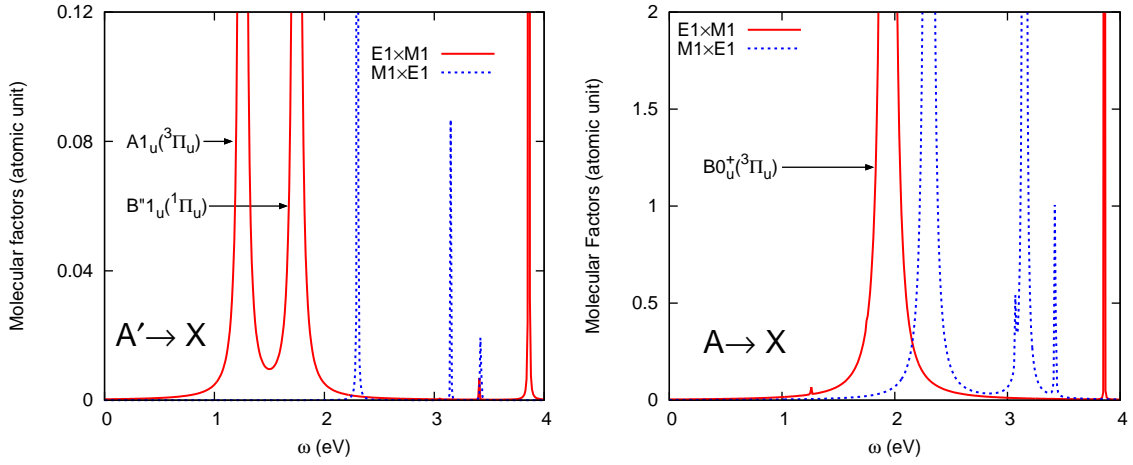 Molecular factors (atomic unit)
0.12
0.08
0.04
0
E1×M1
M1×E1
A1u(3Πu)
B"1u(1Πu)
A′→ X
0 1 2 3 4
ω (eV)
Molecular Factors (atomic unit)
2
1.5
1
0.5
0
E1×M1
M1×E1
B0u+(3Πu)
A→ X
0 1 2 3 4
ω (eV)